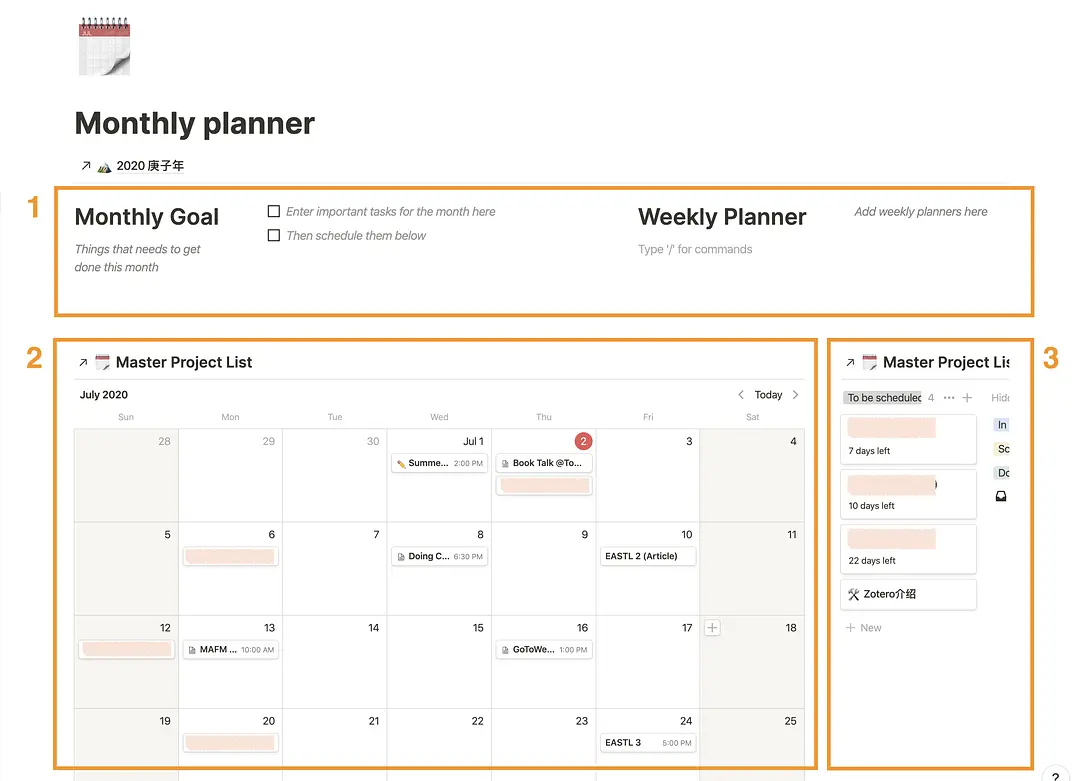 JUL
Monthly planner
2020 庚子年
1
Monthly Goal
Things that needs to get
done this month
Enter important tasks for the month here
Then schedule them below
Weekly Planner
Type '/' for commands
Add weekly planners here
2
Master Project List
July 2020
Today
Sun Mon Tue Wed Thu Fri Sat
28 29 30 Jul 1 2 3 4
Summe... 2:00 PM
Book Talk @To...
5 6 7 8 9 10 11
Doing C... 6:30 PM
EASTL 2 (Article)
12 13 14 15 16 17 18
MAFM ... 10:00 AM
GoToWe... 1:00 PM
19 20 21 22 23 24 25
EASTL 3 5:00 PM
3
Master Project Lis
To be scheduled 4 ... Hidd
7 days left
10 days left
22 days left
Zotero介绍
New
In
Sc
Do
?